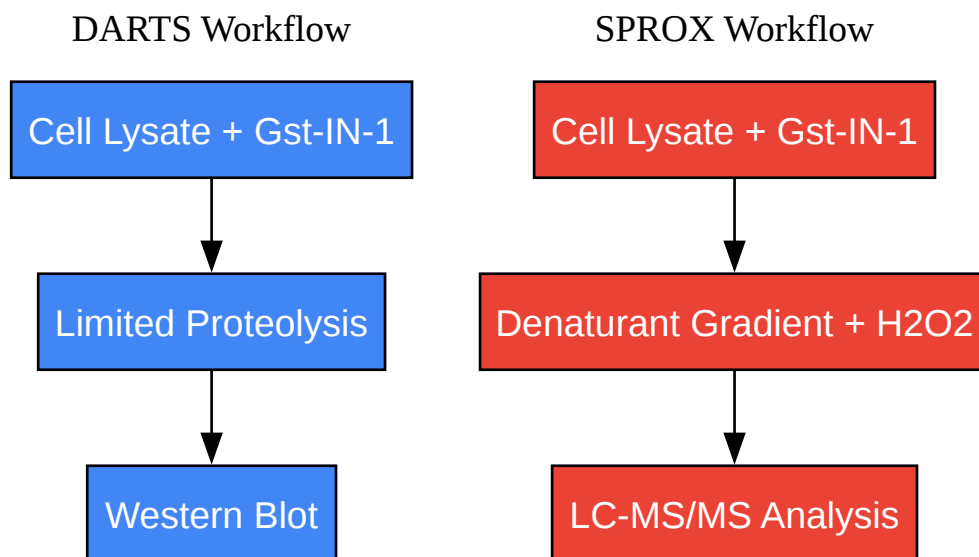 DARTS Workflow
Cell Lysate + Gst-IN-1
Limited Proteolysis
Western Blot
SPROX Workflow
Cell Lysate + Gst-IN-1
Denaturant Gradient + H2O2
LC-MS/MS Analysis